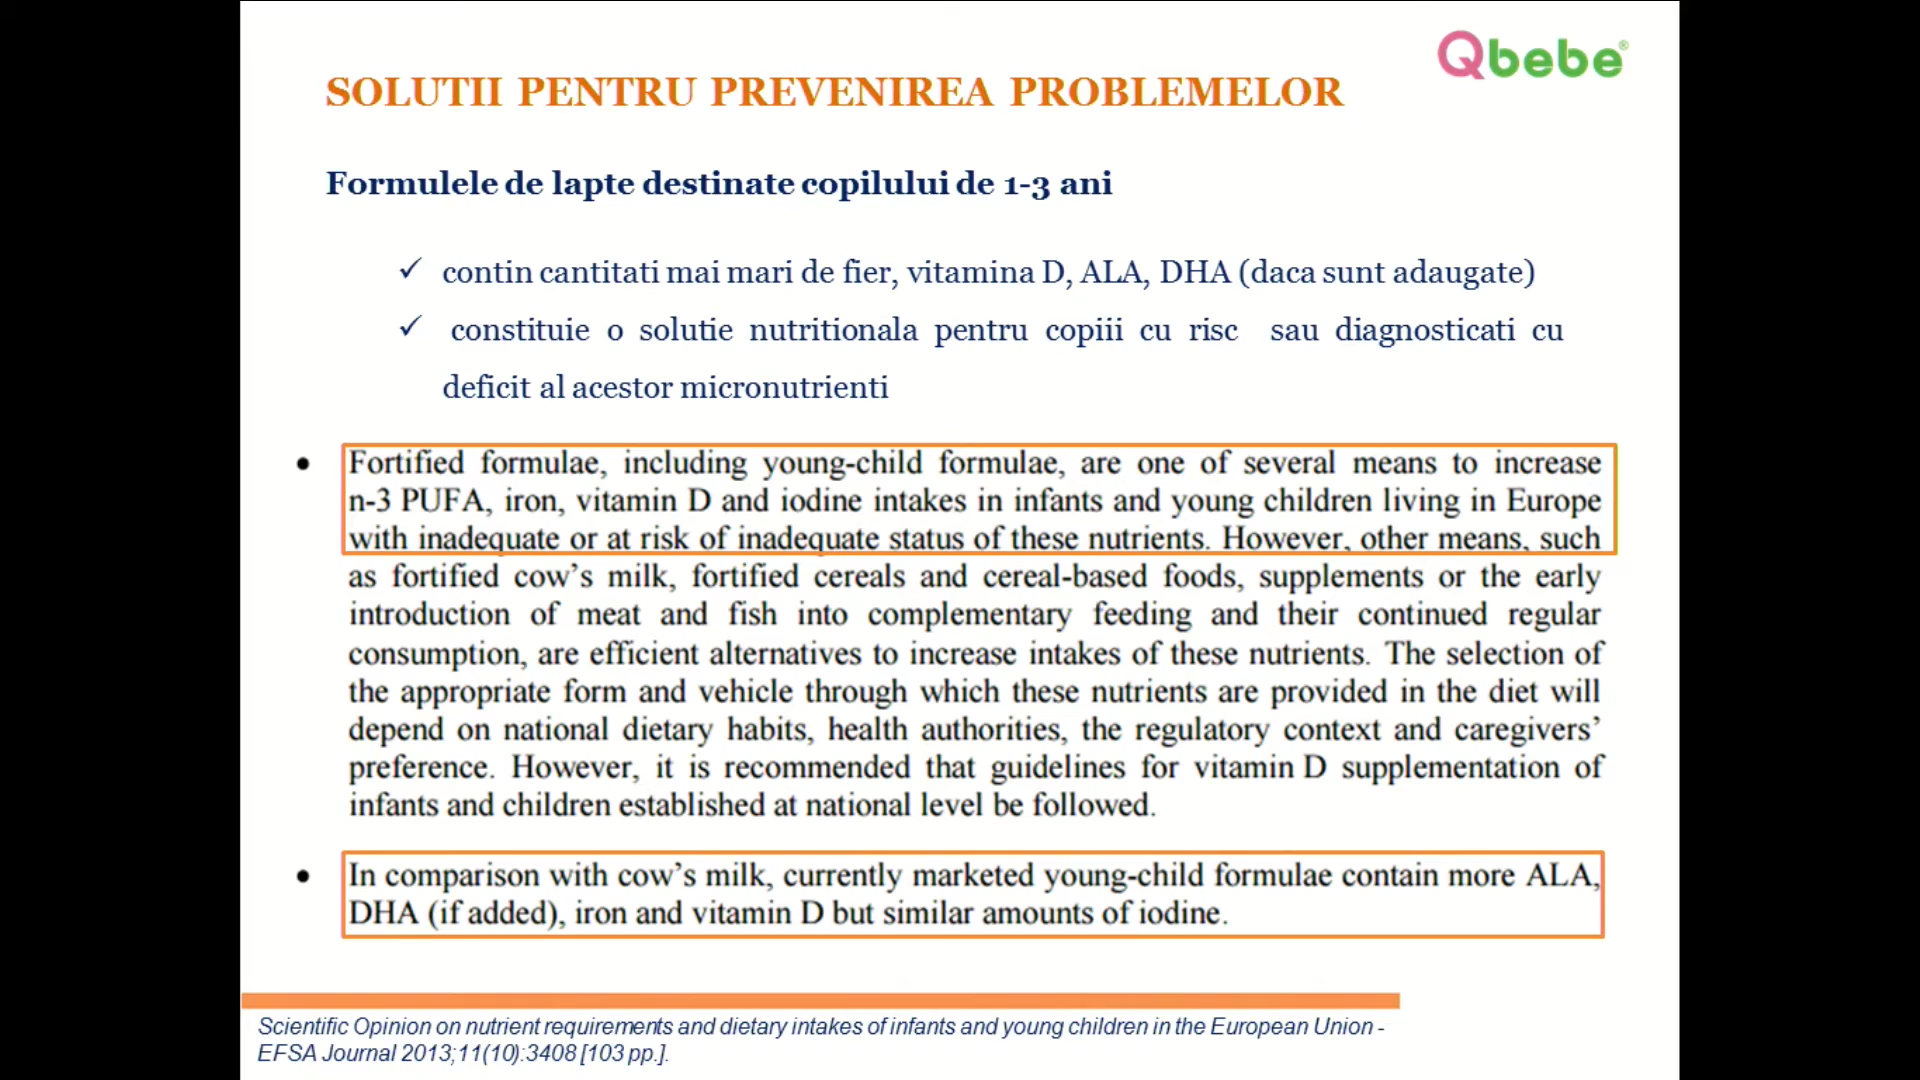 Qbebe®
SOLUTII PENTRU PREVENIREA PROBLEMELOR
Formulele de lapte destinate copilului de 1-3 ani
✓ contin cantitati mai mari de fier, vitamina D, ALA, DHA (daca sunt adaugate)
✓ constituie o solutie nutritionala pentru copiii cu risc sau diagnosticati cu
deficit al acestor micronutrienti
• Fortified formulae, including young-child formulae, are one of several means to increase
n-3 PUFA, iron, vitamin D and iodine intakes in infants and young children living in Europe
with inadequate or at risk of inadequate status of these nutrients. However, other means, such
as fortified cow’s milk, fortified cereals and cereal-based foods, supplements or the early
introduction of meat and fish into complementary feeding and their continued regular
consumption, are efficient alternatives to increase intakes of these nutrients. The selection of
the appropriate form and vehicle through which these nutrients are provided in the diet will
depend on national dietary habits, health authorities, the regulatory context and caregivers’
preference. However, it is recommended that guidelines for vitamin D supplementation of
infants and children established at national level be followed.
• In comparison with cow’s milk, currently marketed young-child formulae contain more ALA,
DHA (if added), iron and vitamin D but similar amounts of iodine.
Scientific Opinion on nutrient requirements and dietary intakes of infants and young children in the European Union -
EFSA Journal 2013;11(10):3408 [103 pp.].